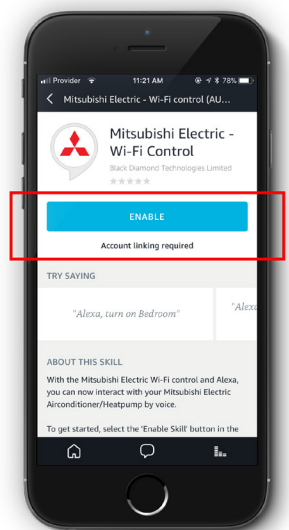 Provider 11:21 AM 78%
Mitsubishi Electric - Wi-Fi control (AU...
Mitsubishi Electric -
Wi-Fi Control
Black Diamond Technologies Limited
ENABLE
Account linking required
TRY SAYING
"Alexa, turn on Bedroom"
"Alexa
ABOUT THIS SKILL
With the Mitsubishi Electric Wi-Fi control and Alexa,
you can now interact with your Mitsubishi Electric
Airconditioner/Heatpump by voice.
To get started, select the 'Enable Skill' button in the